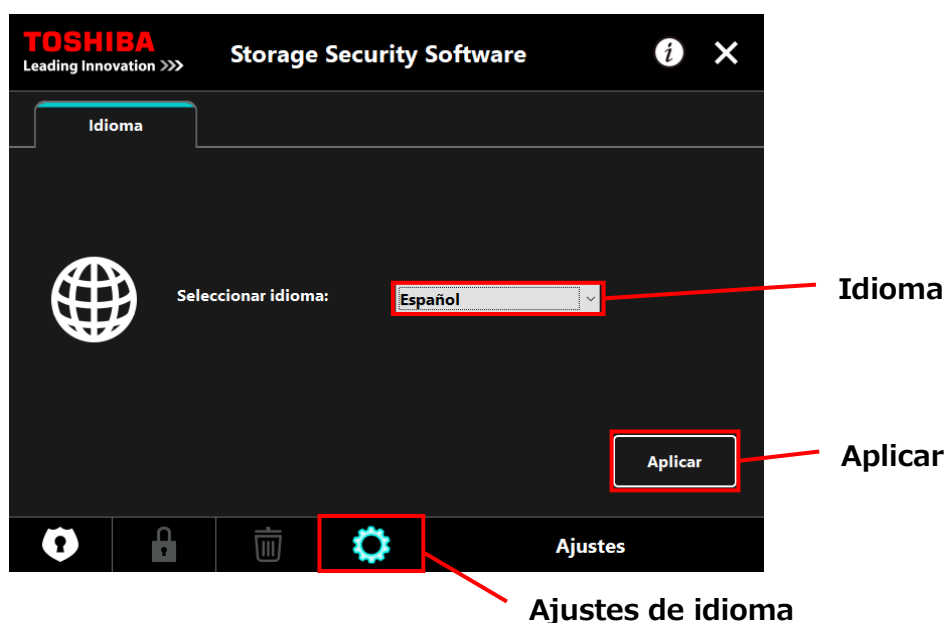 TOSHIBA
Leading Innovation >>>
Storage Security Software
i
Idioma
Seleccionar idioma:
Español
Idioma
Aplicar
Aplicar
Ajustes
Ajustes de idioma